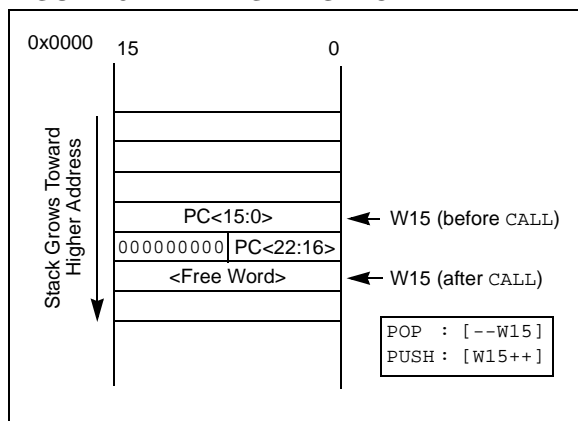 0x0000
15 0
Stack Grows Toward
Higher Address
PC<15:0>
W15 (before CALL)
000000000 PC<22:16>
<Free Word>
W15 (after CALL)
POP : [--W15]
PUSH : [W15++]